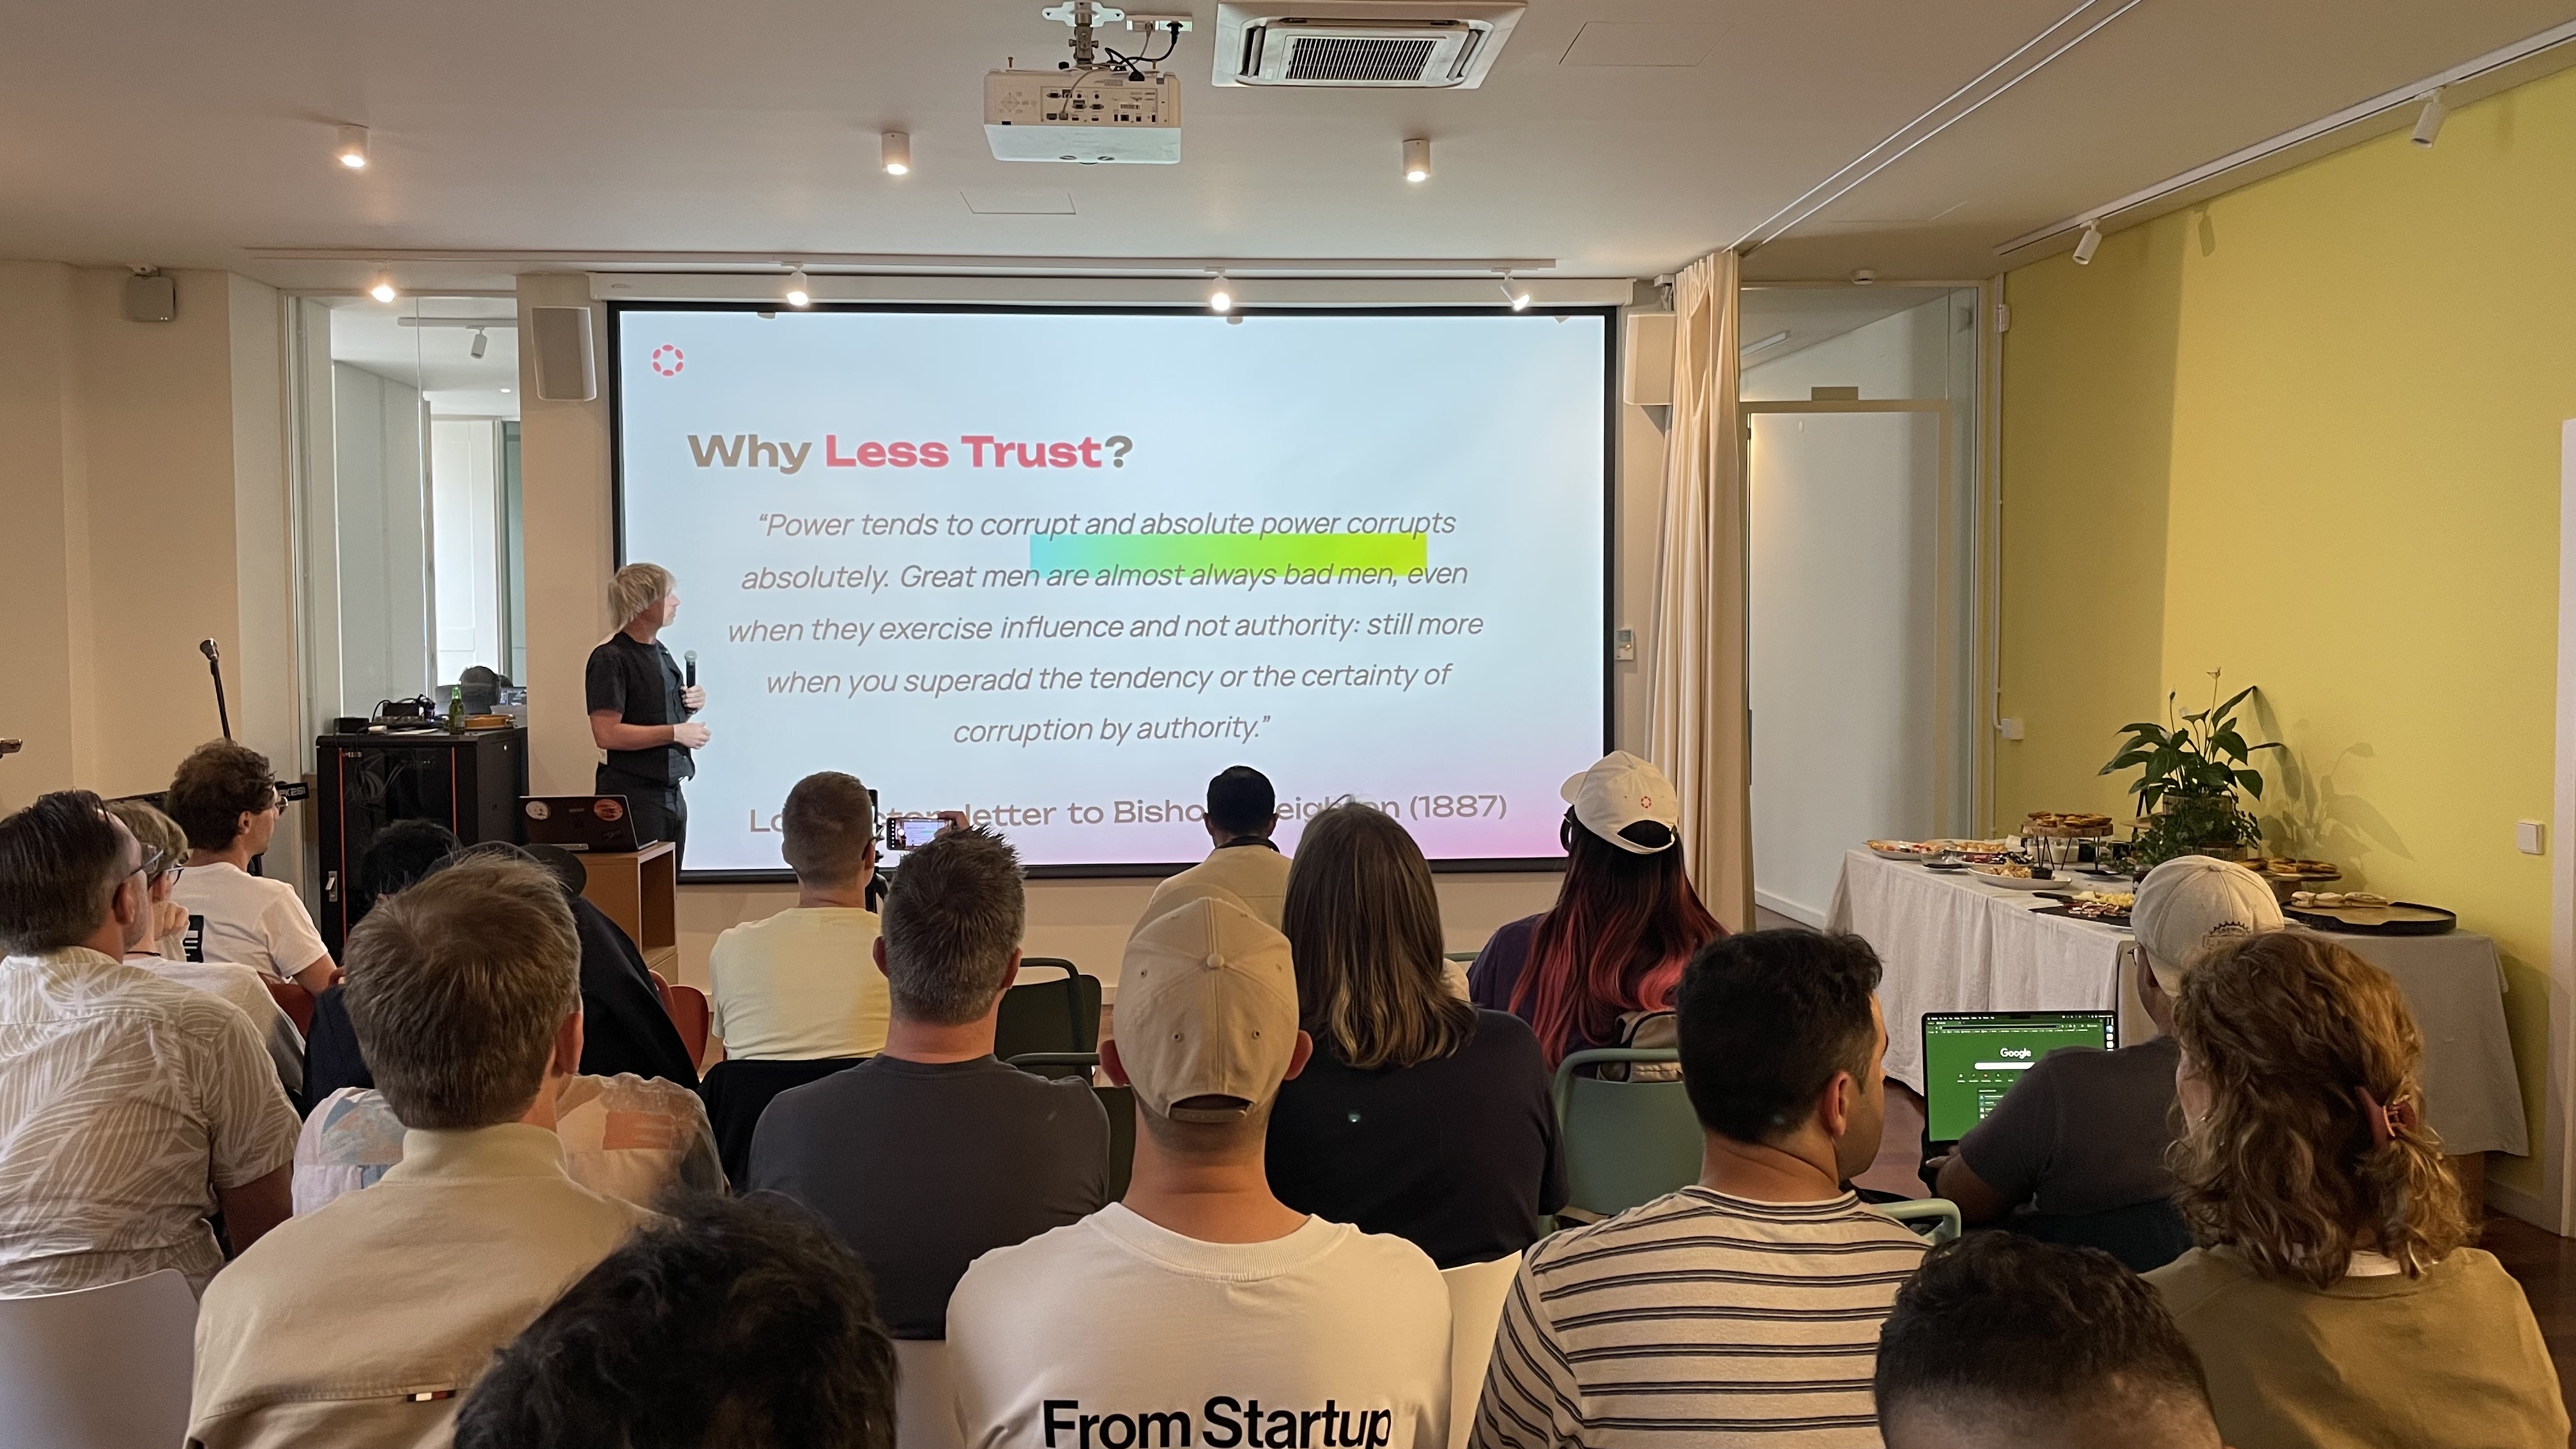 Why Less Trust?
“Power tends to corrupt and absolute power corrupts
absolutely. Great men are almost always bad men, even
when they exercise influence and not authority: still more
when you superadd the tendency or the certainty of
corruption by authority.”
letter to (1887)
Google
From Startup